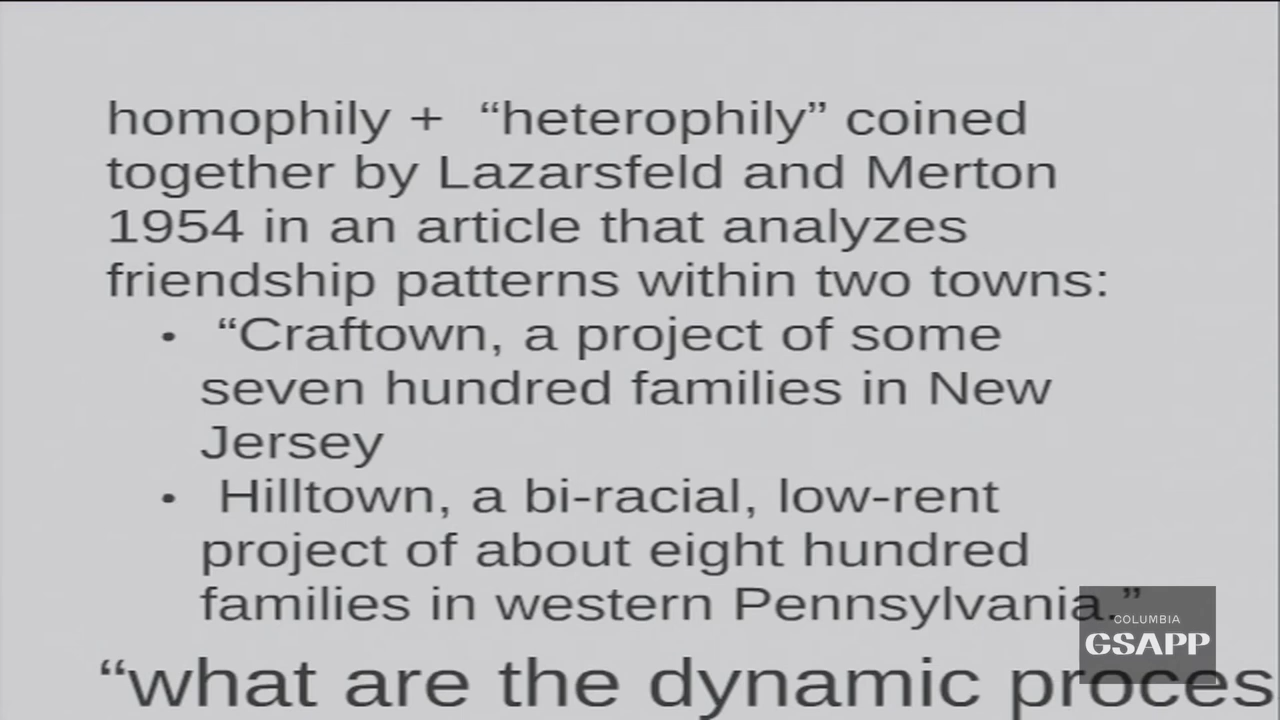 homophily + “heterophily” coined
together by Lazarsfeld and Merton
1954 in an article that analyzes
friendship patterns within two towns:
• “Craftown, a project of some
seven hundred families in New
Jersey
• Hilltown, a bi-racial, low-rent
project of about eight hundred
families in western Pennsylvania.”
COLUMBIA
GSAPP
“what are the dynamic proces